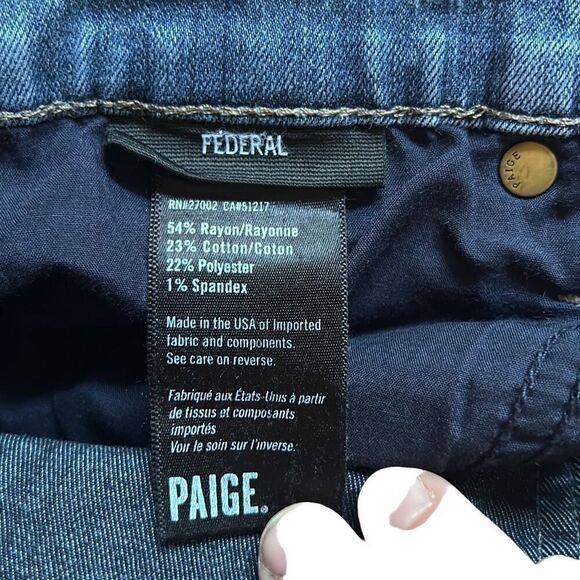 FEDERAL
PAIGE
RN#27002 CA#51217
54% Rayon/Rayonne
23% Cotton/Coton
22% Polyester
1% Spandex
Made in the USA of Imported
fabric and components.
See care on reverse.
Fabriqué aux États-Unis à partir
de tissus et composants
importés
Voir le soin sur l'inverse.
PAIGE.